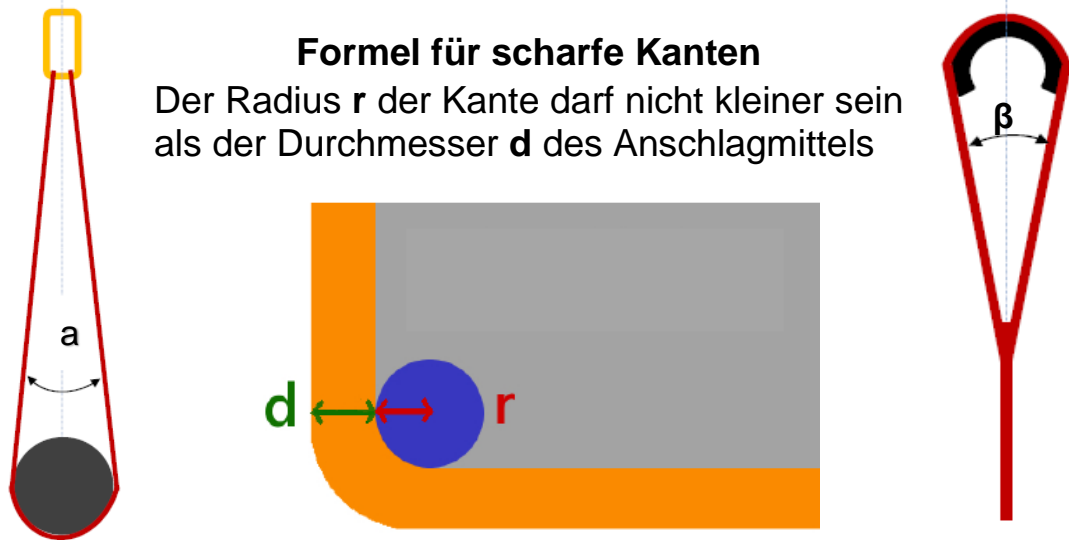 Formel für scharfe Kanten
Der Radius r der Kante darf nicht kleiner sein
als der Durchmesser d des Anschlagmittels
β
a
d
r